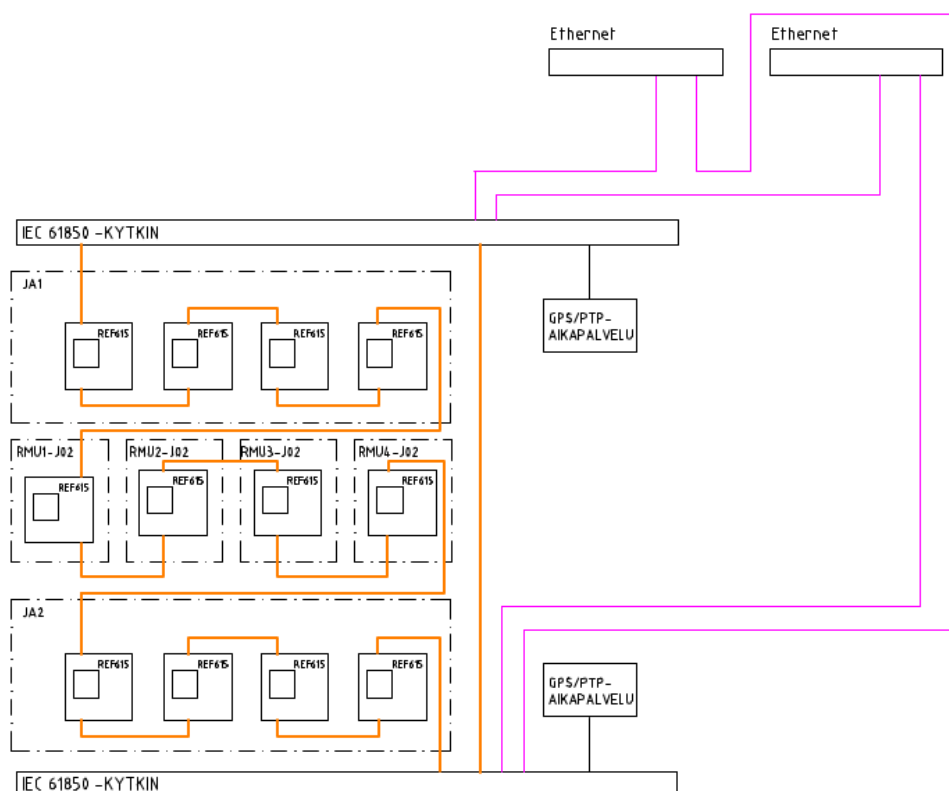 Ethernet
Ethernet
IEC 61850 -KYTKIN
JA1
REF615
REF615
REF615
REF615
GPS/PTP-
AIKAPALVELU
RMU1-J02
RMU2-J02
RMU3-J02
RMU4-J02
REF615
REF615
REF615
REF615
JA2
REF615
REF615
REF615
REF615
GPS/PTP-
AIKAPALVELU
IEC 61850 -KYTKIN